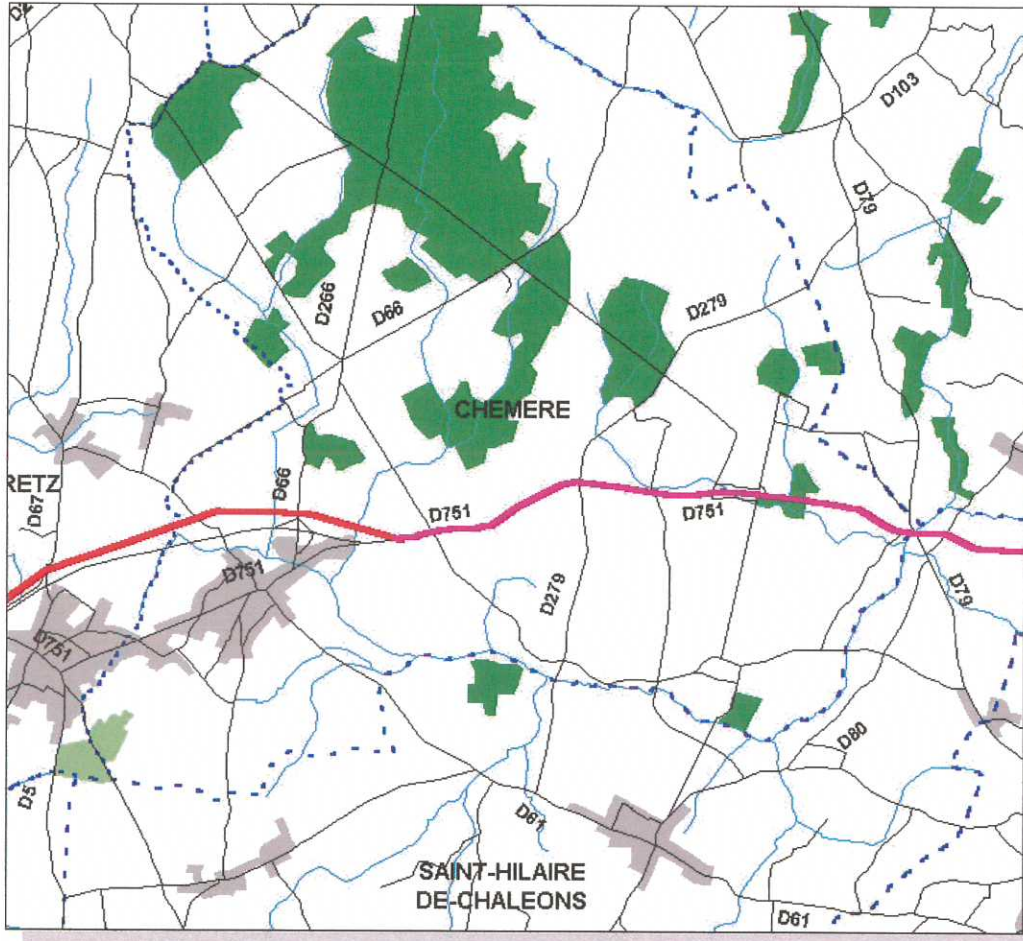 D103
D79
D266
D66
D279
CHEMERE
RETZ
D67
D66
D751
D751
D751
D279
D79
D751
D80
D5
D61
SAINT-HILAIRE
DE-CHALEONS
D61